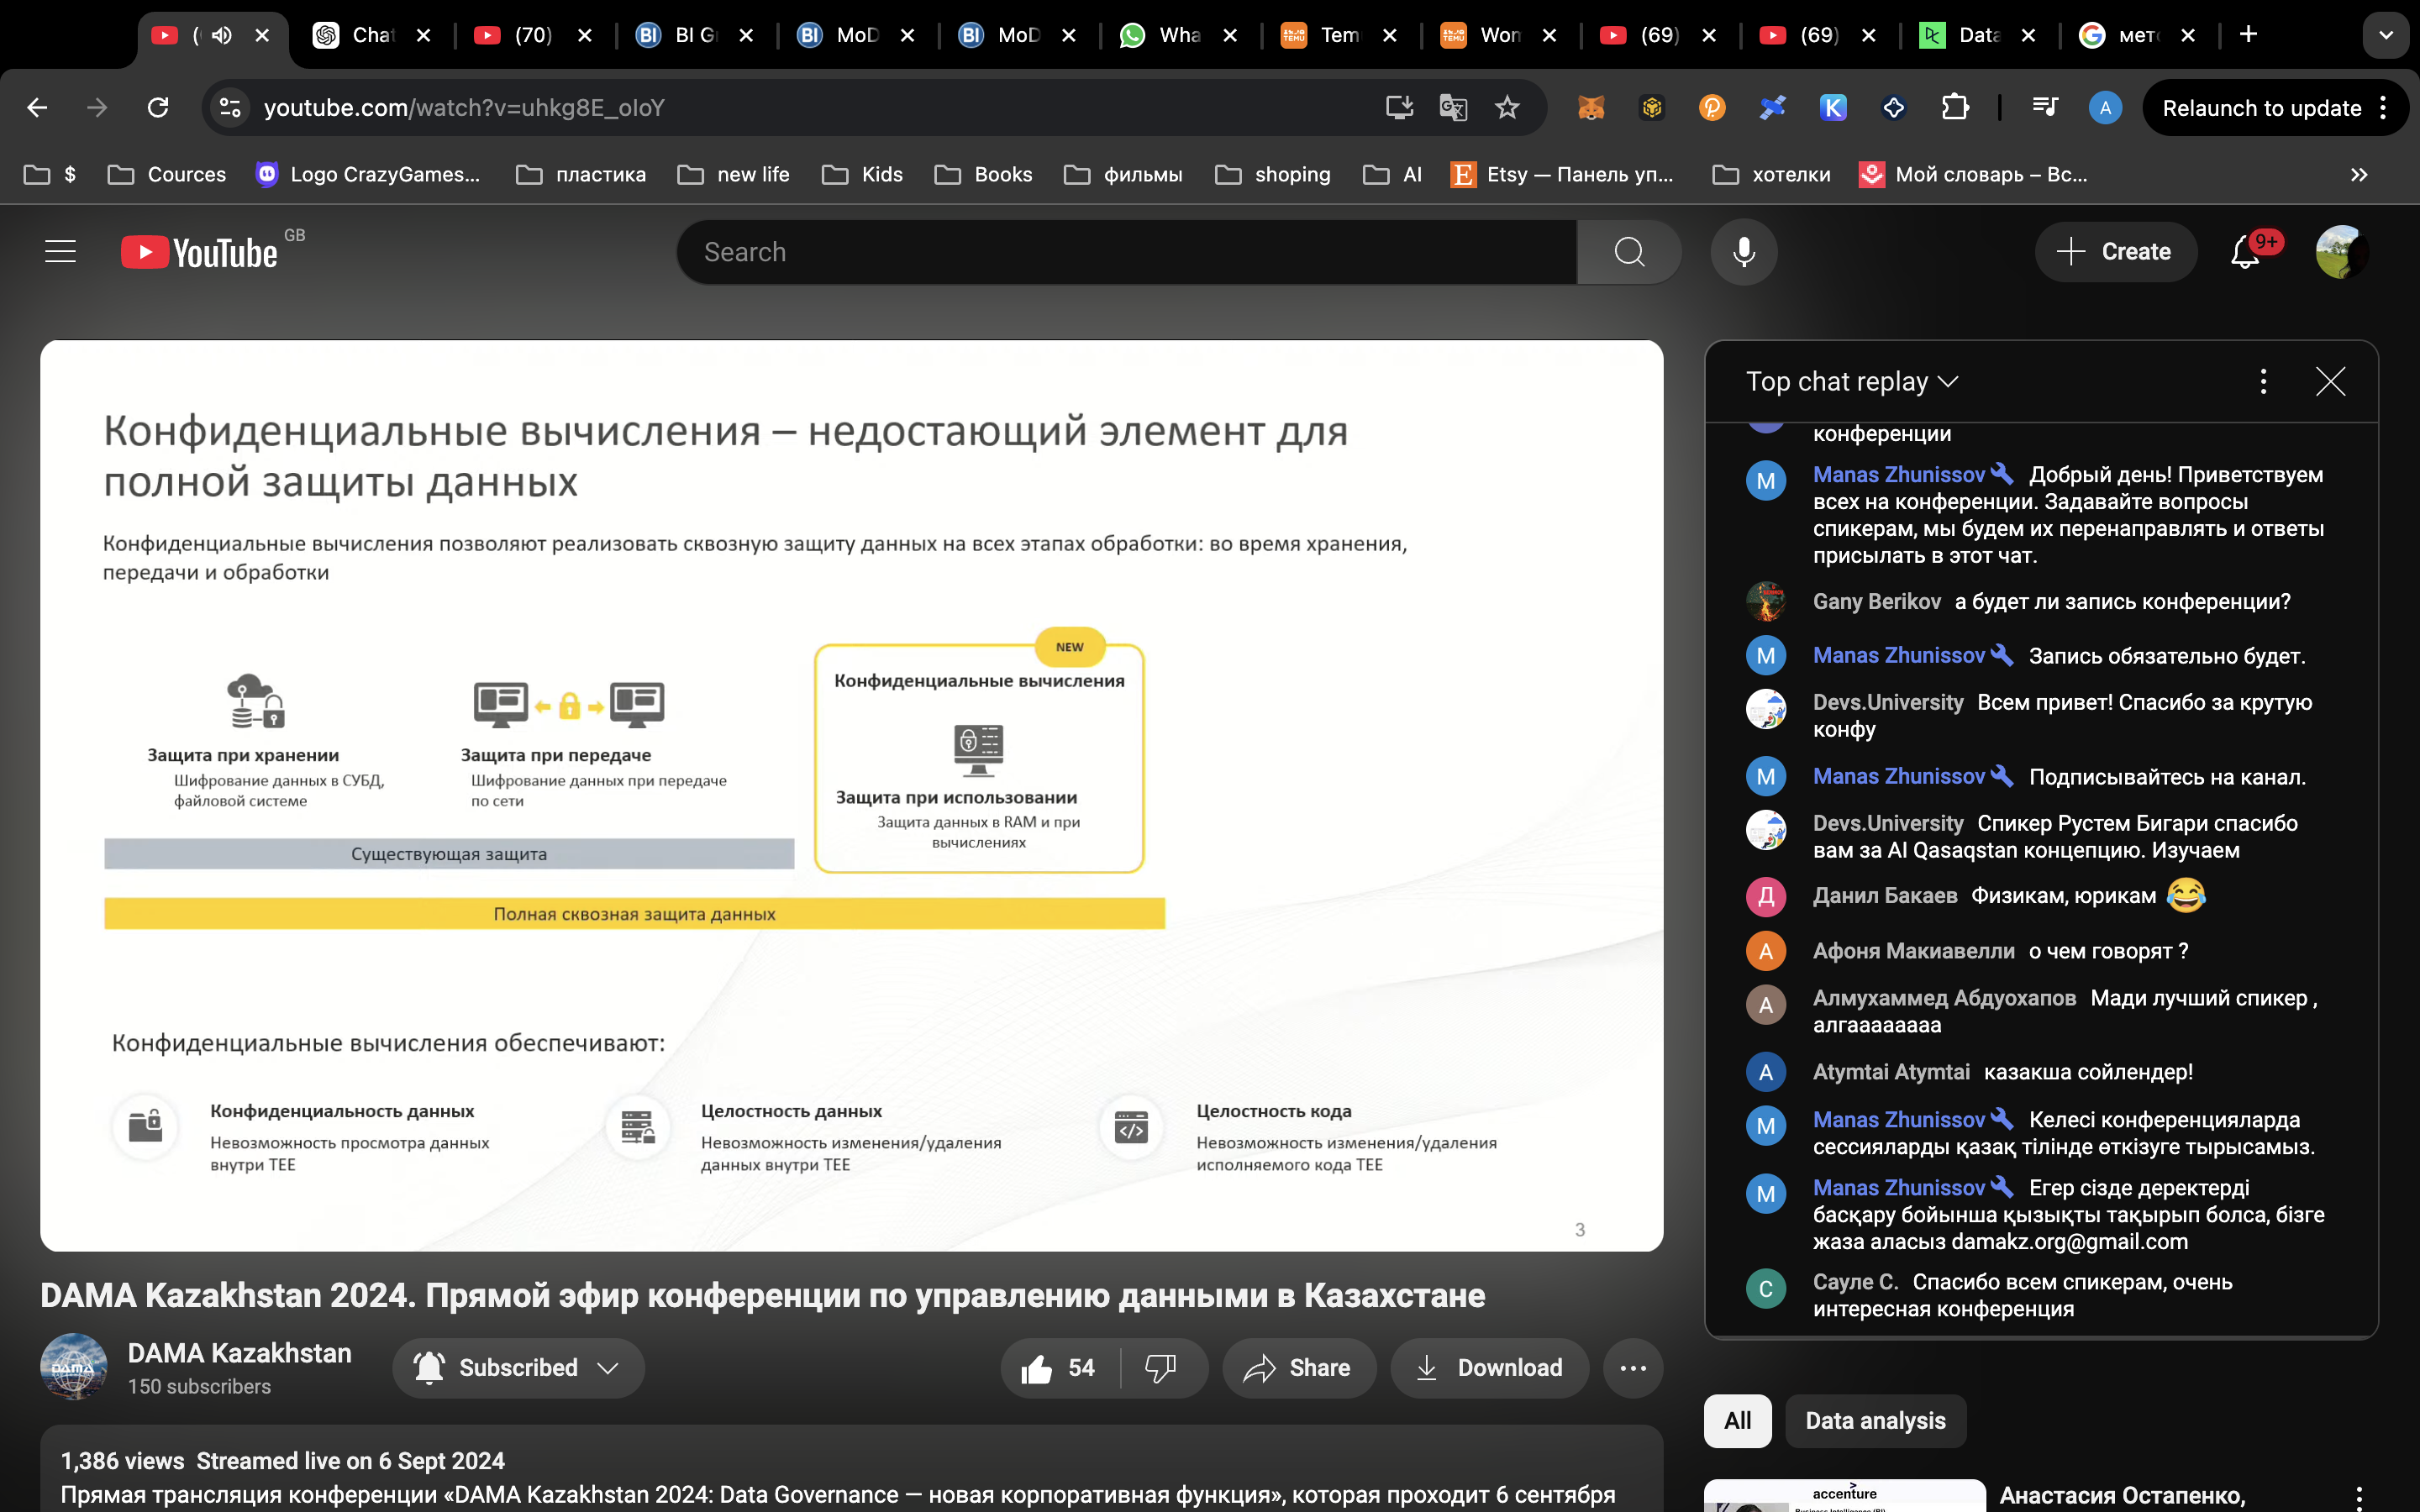 Chat
(70)
BI G
MoD
MoD
Wha
Tem
Won
(69)
(69)
Data
мет
youtube.com/watch?v=uhkg8E_oIoY
A
Relaunch to update
$
Cources
Logo CrazyGames...
пластика
new life
Kids
Books
фильмы
shoping
AI
Etsy — Панель уп...
хотелки
Мой словарь – Вс...
YouTube GB
Search
Create
9+
Конфиденциальные вычисления – недостающий элемент для
полной защиты данных
Конфиденциальные вычисления позволяют реализовать сквозную защиту данных на всех этапах обработки: во время хранения,
передачи и обработки
Защита при хранении
Шифрование данных в СУБД,
файловой системе
Защита при передаче
Шифрование данных при передаче
по сети
NEW
Конфиденциальные вычисления
Защита при использовании
Защита данных в RAM и при
вычислениях
Существующая защита
Полная сквозная защита данных
Конфиденциальные вычисления обеспечивают:
Конфиденциальность данных
Невозможность просмотра данных
внутри TEE
Целостность данных
Невозможность изменения/удаления
данных внутри TEE
Целостность кода
Невозможность изменения/удаления
исполняемого кода TEE
3
DAMA Kazakhstan 2024. Прямой эфир конференции по управлению данными в Казахстане
DAMA Kazakhstan
150 subscribers
Subscribed
54
Share
Download
1,386 views Streamed live on 6 Sept 2024
Прямая трансляция конференции «DAMA Kazakhstan 2024: Data Governance — новая корпоративная функция», которая проходит 6 сентября
Top chat replay
конференции
M Manas Zhunissov Добрый день! Приветствуем
всех на конференции. Задавайте вопросы
спикерам, мы будем их перенаправлять и ответы
присылать в этот чат.
Gany Berikov а будет ли запись конференции?
M Manas Zhunissov Запись обязательно будет.
Devs.University Всем привет! Спасибо за крутую
конфу
M Manas Zhunissov Подписывайтесь на канал.
Devs.University Спикер Рустем Бигари спасибо
вам за AI Qasaqstan концепцию. Изучаем
Д Данил Бакаев Физикам, юрикам 😂
А Афоня Макиавелли о чем говорят ?
А Алмухаммед Абдуохапов Мади лучший спикер ,
алгааааааааа
A Atymtai Atymtai казакша сойлендер!
M Manas Zhunissov Келесі конференцияларда
сессияларды қазақ тілінде өткізуге тырысамыз.
M Manas Zhunissov Егер сізде деректерді
басқару бойынша қызықты тақырып болса, бізге
жаза аласыз damakz.org@gmail.com
С Сауле С. Спасибо всем спикерам, очень
интересная конференция
All
Data analysis
accenture
Анастасия Остапенко,